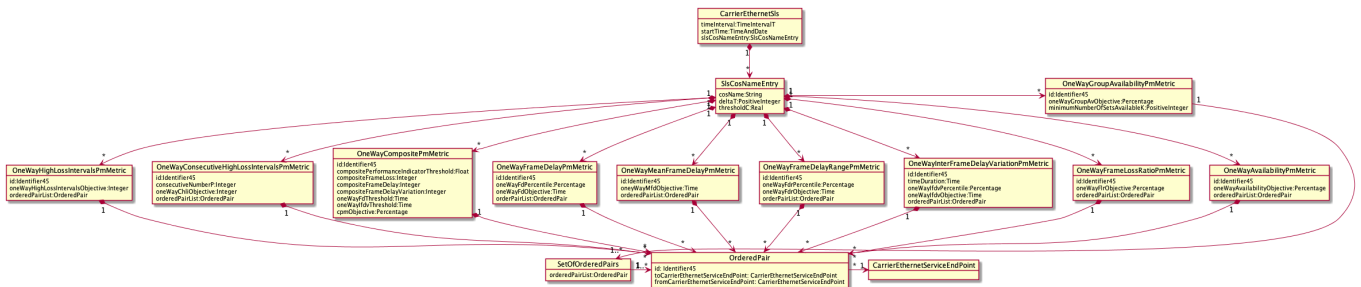 CarrierEthernetSls
timeInterval:TimeIntervalT
startTime:TimeAndDate
slsCosNameEntry:SlsCosNameEntry
1
*
SlsCosNameEntry
cosName:String
deltaT:PositiveInteger
thresholdC:Real
OneWayGroupAvailabilityPmMetric
id:Identifier45
oneWayGroupAvObjective:Percentage
minimumNumberOfSetsAvailableK:PositiveInteger
OneWayHighLossIntervalsPmMetric
id:Identifier45
oneWayHighLossIntervalsObjective:Integer
orderedPairList:OrderedPair
OneWayConsecutiveHighLossIntervalsPmMetric
id:Identifier45
consecutiveNumberP:Integer
oneWayChliObjective:Integer
orderedPairList:OrderedPair
OneWayCompositePmMetric
id:Identifier45
compositePerformanceIndicatorThreshold:Float
compositeFrameLoss:Integer
compositeFrameDelay:Integer
compositeFrameDelayVariation:Integer
oneWayFdThreshold:Time
oneWayIfdvThreshold:Time
cpmObjective:Percentage
OneWayFrameDelayPmMetric
id:Identifier45
oneWayFdPercentile:Percentage
oneWayFdObjective:Time
orderPairList:OrderedPair
OneWayMeanFrameDelayPmMetric
id:Identifier45
oneyWayMfdObjective:Time
orderedPairList:OrderedPair
OneWayFrameDelayRangePmMetric
id:Identifier45
oneWayFdrPercentile:Percentage
oneWayFdrObjective:Time
orderPairList:OrderedPair
OneWayInterFrameDelayVariationPmMetric
id:Identifier45
timeDuration:Time
oneWayIfdvPercentile:Percentage
oneWayIfdvObjective:Time
orderedPairList:OrderedPair
OneWayFrameLossRatioPmMetric
id:Identifier45
oneWayFlrObjective:Percentage
orderedPairList:OrderedPair
OneWayAvailabilityPmMetric
id:Identifier45
oneWayAvailabilityObjective:Percentage
orderedPairList:OrderedPair
SetOfOrderedPairs
orderedPairList:OrderedPair
OrderedPair
id: Identifier45
toCarrierEthernetServiceEndPoint: CarrierEthernetServiceEndPoint
fromCarrierEthernetServiceEndPoint: CarrierEthernetServiceEndPoint
* 1
CarrierEthernetServiceEndPoint